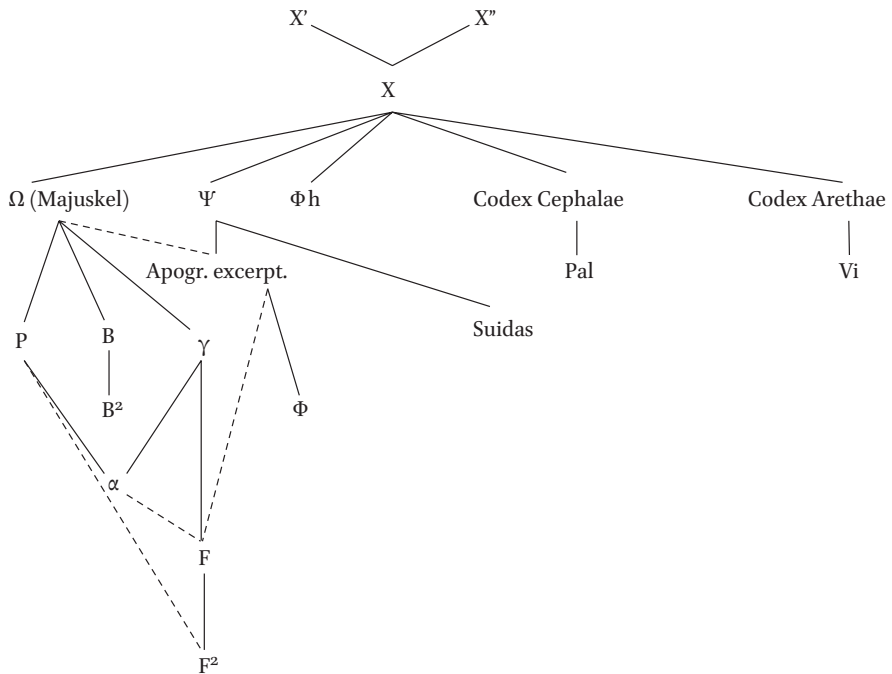 X’ X”
X
Ω (Majuskel) Ψ Φh Codex Cephalae Codex Arethae
Apogr. excerpt. Pal Vi
P B γ Suidas
B² Φ
α
F
F²